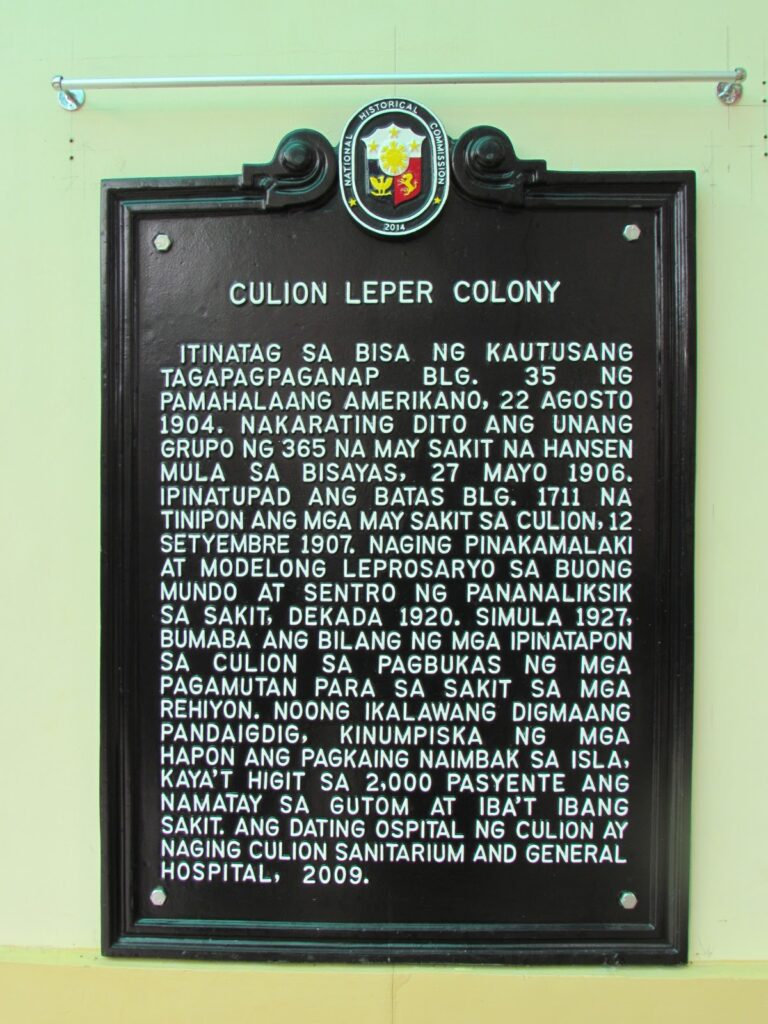 NATIONAL HISTORICAL COMMISSION
2014
CULION LEPER COLONY
ITINATAG SA BISA NG KAUTUSANG
TAGAPAGPAGANAP BLG. 35 NG
PAMAHALAANG AMERIKANO, 22 AGOSTO
1904. NAKARATING DITO ANG UNANG
GRUPO NG 365 NA MAY SAKIT NA HANSEN
MULA SA BISAYAS, 27 MAYO 1906.
IPINATUPAD ANG BATAS BLG. 1711 NA
TINIPON ANG MGA MAY SAKIT SA CULION, 12
SETYEMBRE 1907. NAGING PINAKAMALAKI
AT MODELONG LEPROSARYO SA BUONG
MUNDO AT SENTRO NG PANANALIKSIK
SA SAKIT, DEKADA 1920. SIMULA 1927,
BUMABA ANG BILANG NG MGA IPINATAPON
SA CULION SA PAGBUKAS NG MGA
PAGAMUTAN PARA SA SAKIT SA MGA
REHIYON. NOONG IKALAWANG DIGMAANG
PANDAIGDIG, KINUMPISKA NG MGA
HAPON ANG PAGKAING NAIMBAK SA ISLA,
KAYA'T HIGIT SA 2,000 PASYENTE ANG
NAMATAY SA GUTOM AT IBA'T IBANG
SAKIT. ANG DATING OSPITAL NG CULION AY
NAGING CULION SANITARIUM AND GENERAL
HOSPITAL, 2009.